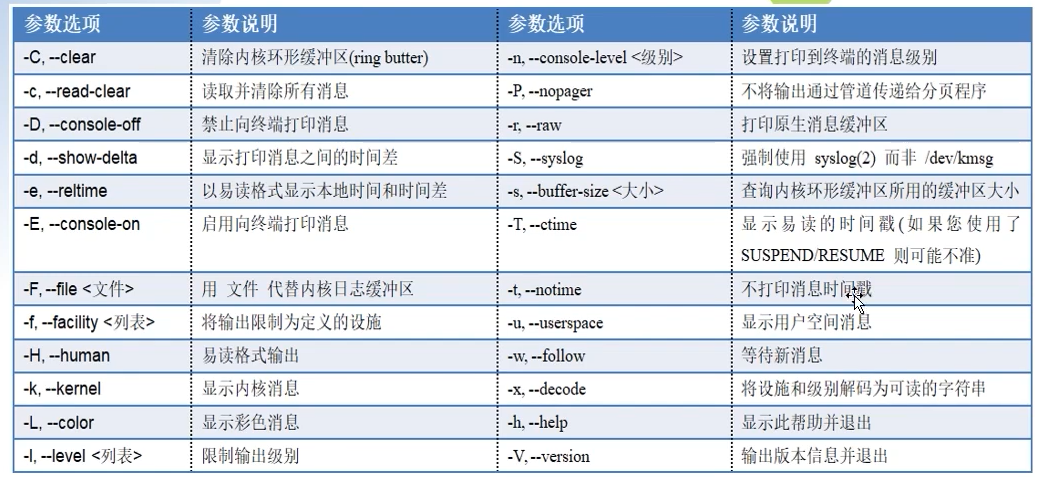 参数选项 参数说明 参数选项 参数说明
-C, --clear 清除内核环形缓冲区(ring butter) -n, --console-level <级别> 设置打印到终端的消息级别
-c, --read-clear 读取并清除所有消息 -P, --nopager 不将输出通过管道传递给分页程序
-D, --console-off 禁止向终端打印消息 -r, --raw 打印原生消息缓冲区
-d, --show-delta 显示打印消息之间的时间差 -S, --syslog 强制使用 syslog(2) 而非 /dev/kmsg
-e, --reltime 以易读格式显示本地时间和时间差 -s, --buffer-size <大小> 查询内核环形缓冲区所用的缓冲区大小
-E, --console-on 启用向终端打印消息 -T, --ctime 显示易读的时间戳(如果您使用了
SUSPEND/RESUME 则可能不准)
-F, --file <文件> 用 文件 代替内核日志缓冲区 -t, --notime 不打印消息时间戳
-f, --facility <列表> 将输出限制为定义的设施 -u, --userspace 显示用户空间消息
-H, --human 易读格式输出 -w, --follow 等待新消息
-k, --kernel 显示内核消息 -x, --decode 将设施和级别解码为可读的字符串
-L, --color 显示彩色消息 -h, --help 显示此帮助并退出
-l, --level <列表> 限制输出级别 -V, --version 输出版本信息并退出